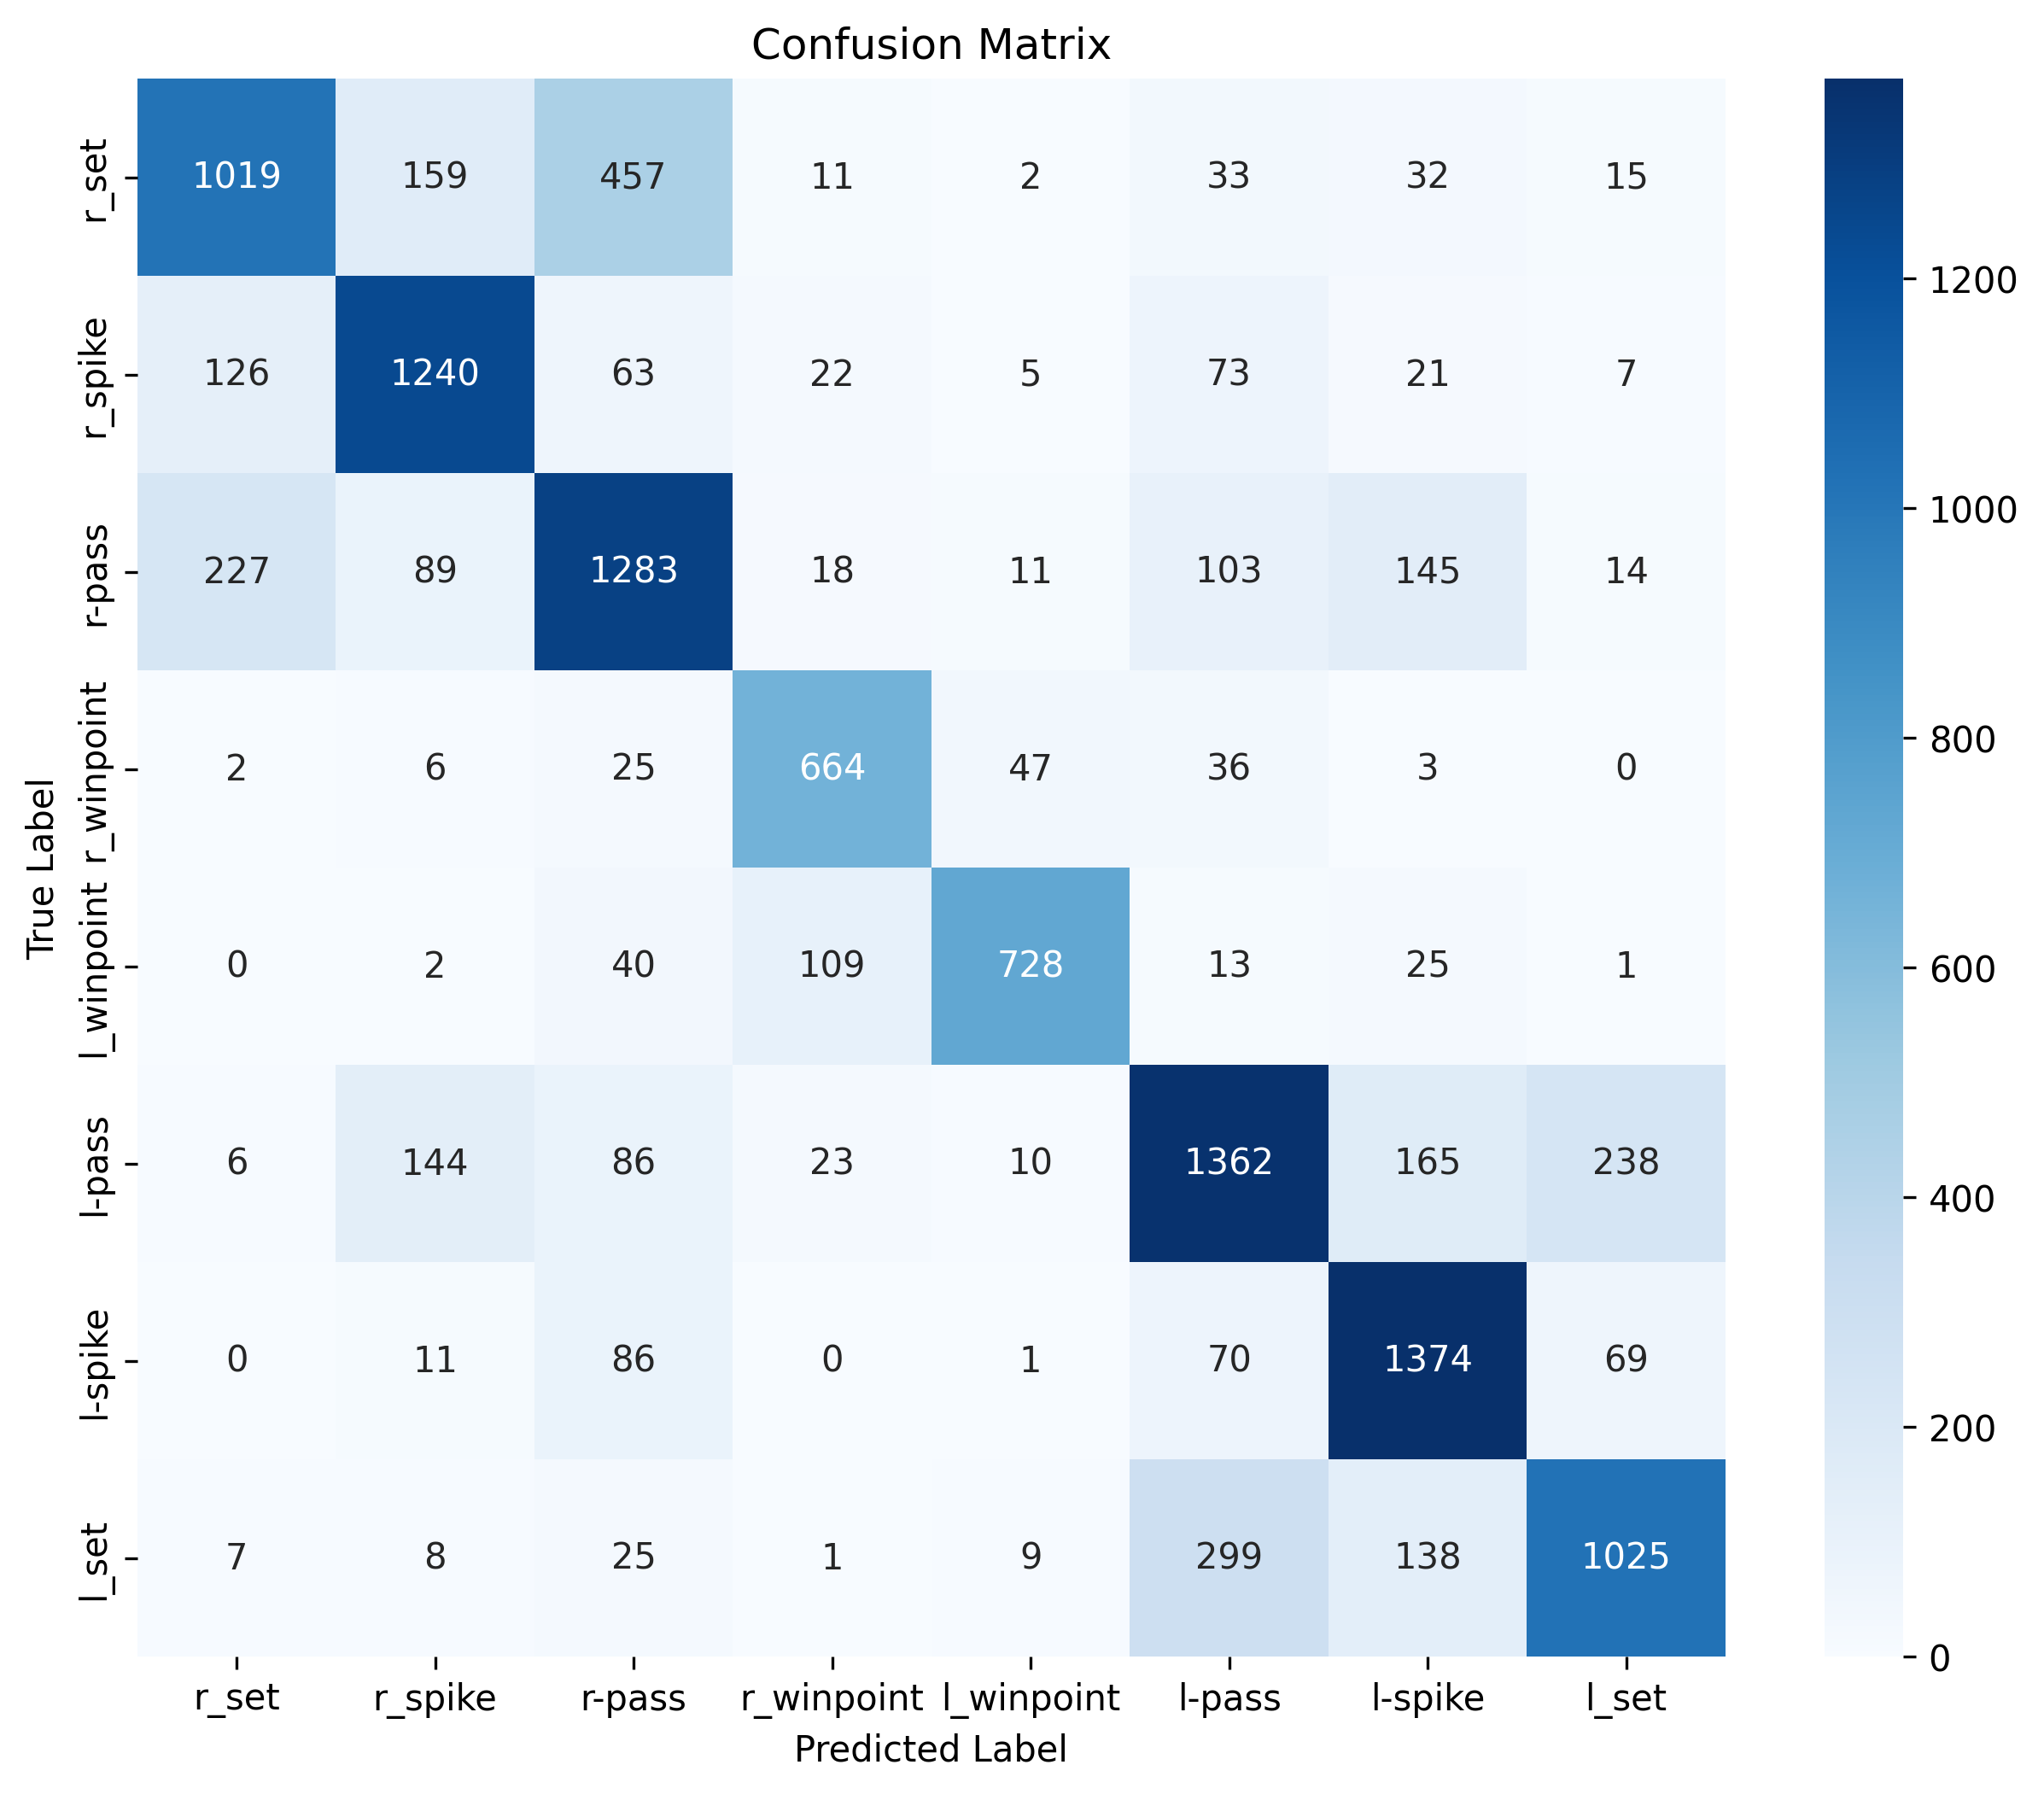 Confusion Matrix
r_set 1019 159 457 11 2 33 32 15
r_spike 126 1240 63 22 5 73 21 7
r-pass 227 89 1283 18 11 103 145 14
r_winpoint 2 6 25 664 47 36 3 0
l_winpoint 0 2 40 109 728 13 25 1
l-pass 6 144 86 23 10 1362 165 238
l-spike 0 11 86 0 1 70 1374 69
l_set 7 8 25 1 9 299 138 1025
r_set r_spike r-pass r_winpoint l_winpoint l-pass l-spike l_set
Predicted Label
True Label
1200
1000
800
600
400
200
0